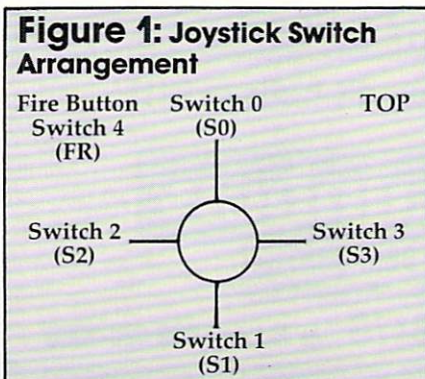 Figure 1: Joystick Switch
Arrangement
Fire Button
Switch 4
(FR)
Switch 0
(S0)
TOP
Switch 2
(S2)
Switch 3
(S3)
Switch 1
(S1)